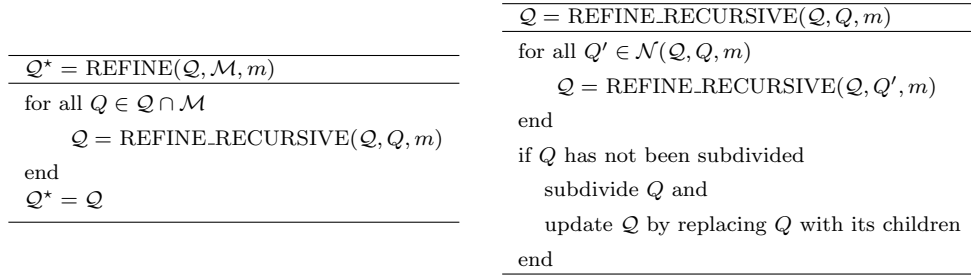 𝒬⋆ = REFINE(𝒬, ℳ, m)
for all Q ∈ 𝒬 ∩ ℳ
𝒬 = REFINE_RECURSIVE(𝒬, Q, m)
end
𝒬⋆ = 𝒬
𝒬 = REFINE_RECURSIVE(𝒬, Q, m)
for all Q′ ∈ 𝒩(𝒬, Q, m)
𝒬 = REFINE_RECURSIVE(𝒬, Q′, m)
end
if Q has not been subdivided
subdivide Q and
update 𝒬 by replacing Q with its children
end